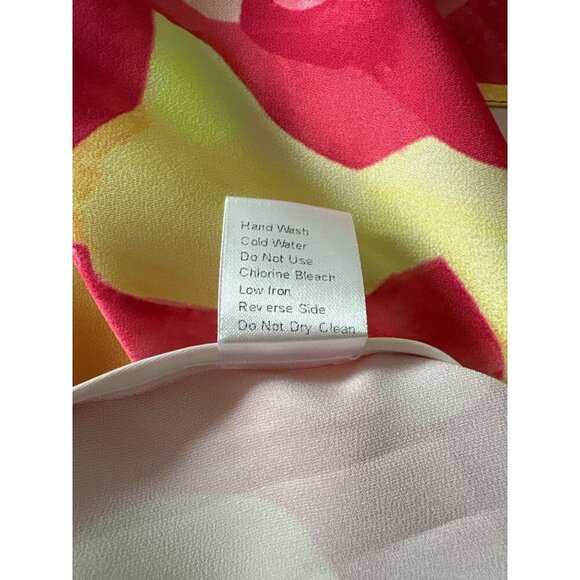 Hand Wash
Cold Water
Do Not Use
Chlorine Bleach
Low Iron
Reverse Side
Do Not Dry Clean